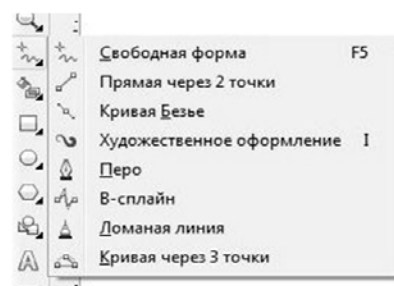 Свободная форма F5
Прямая через 2 точки
Кривая Безье
Художественное оформление I
Перо
В-сплайн
Ломаная линия
Кривая через 3 точки